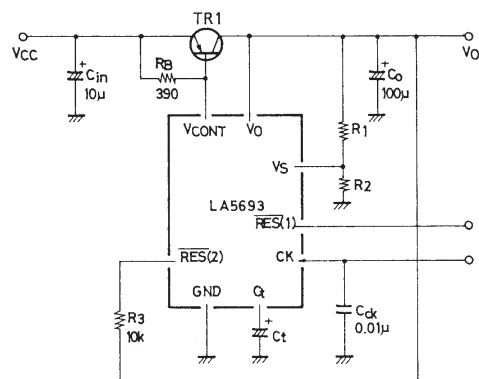 TR1
VCC
VO
Cin
10μ
RB
390
Co
100μ
VCONT
VO
R1
VS
R2
LA5693
RES(1)
RES(2)
CK
GND
Ct
R3
10k
Ct
Cck
0.01μ